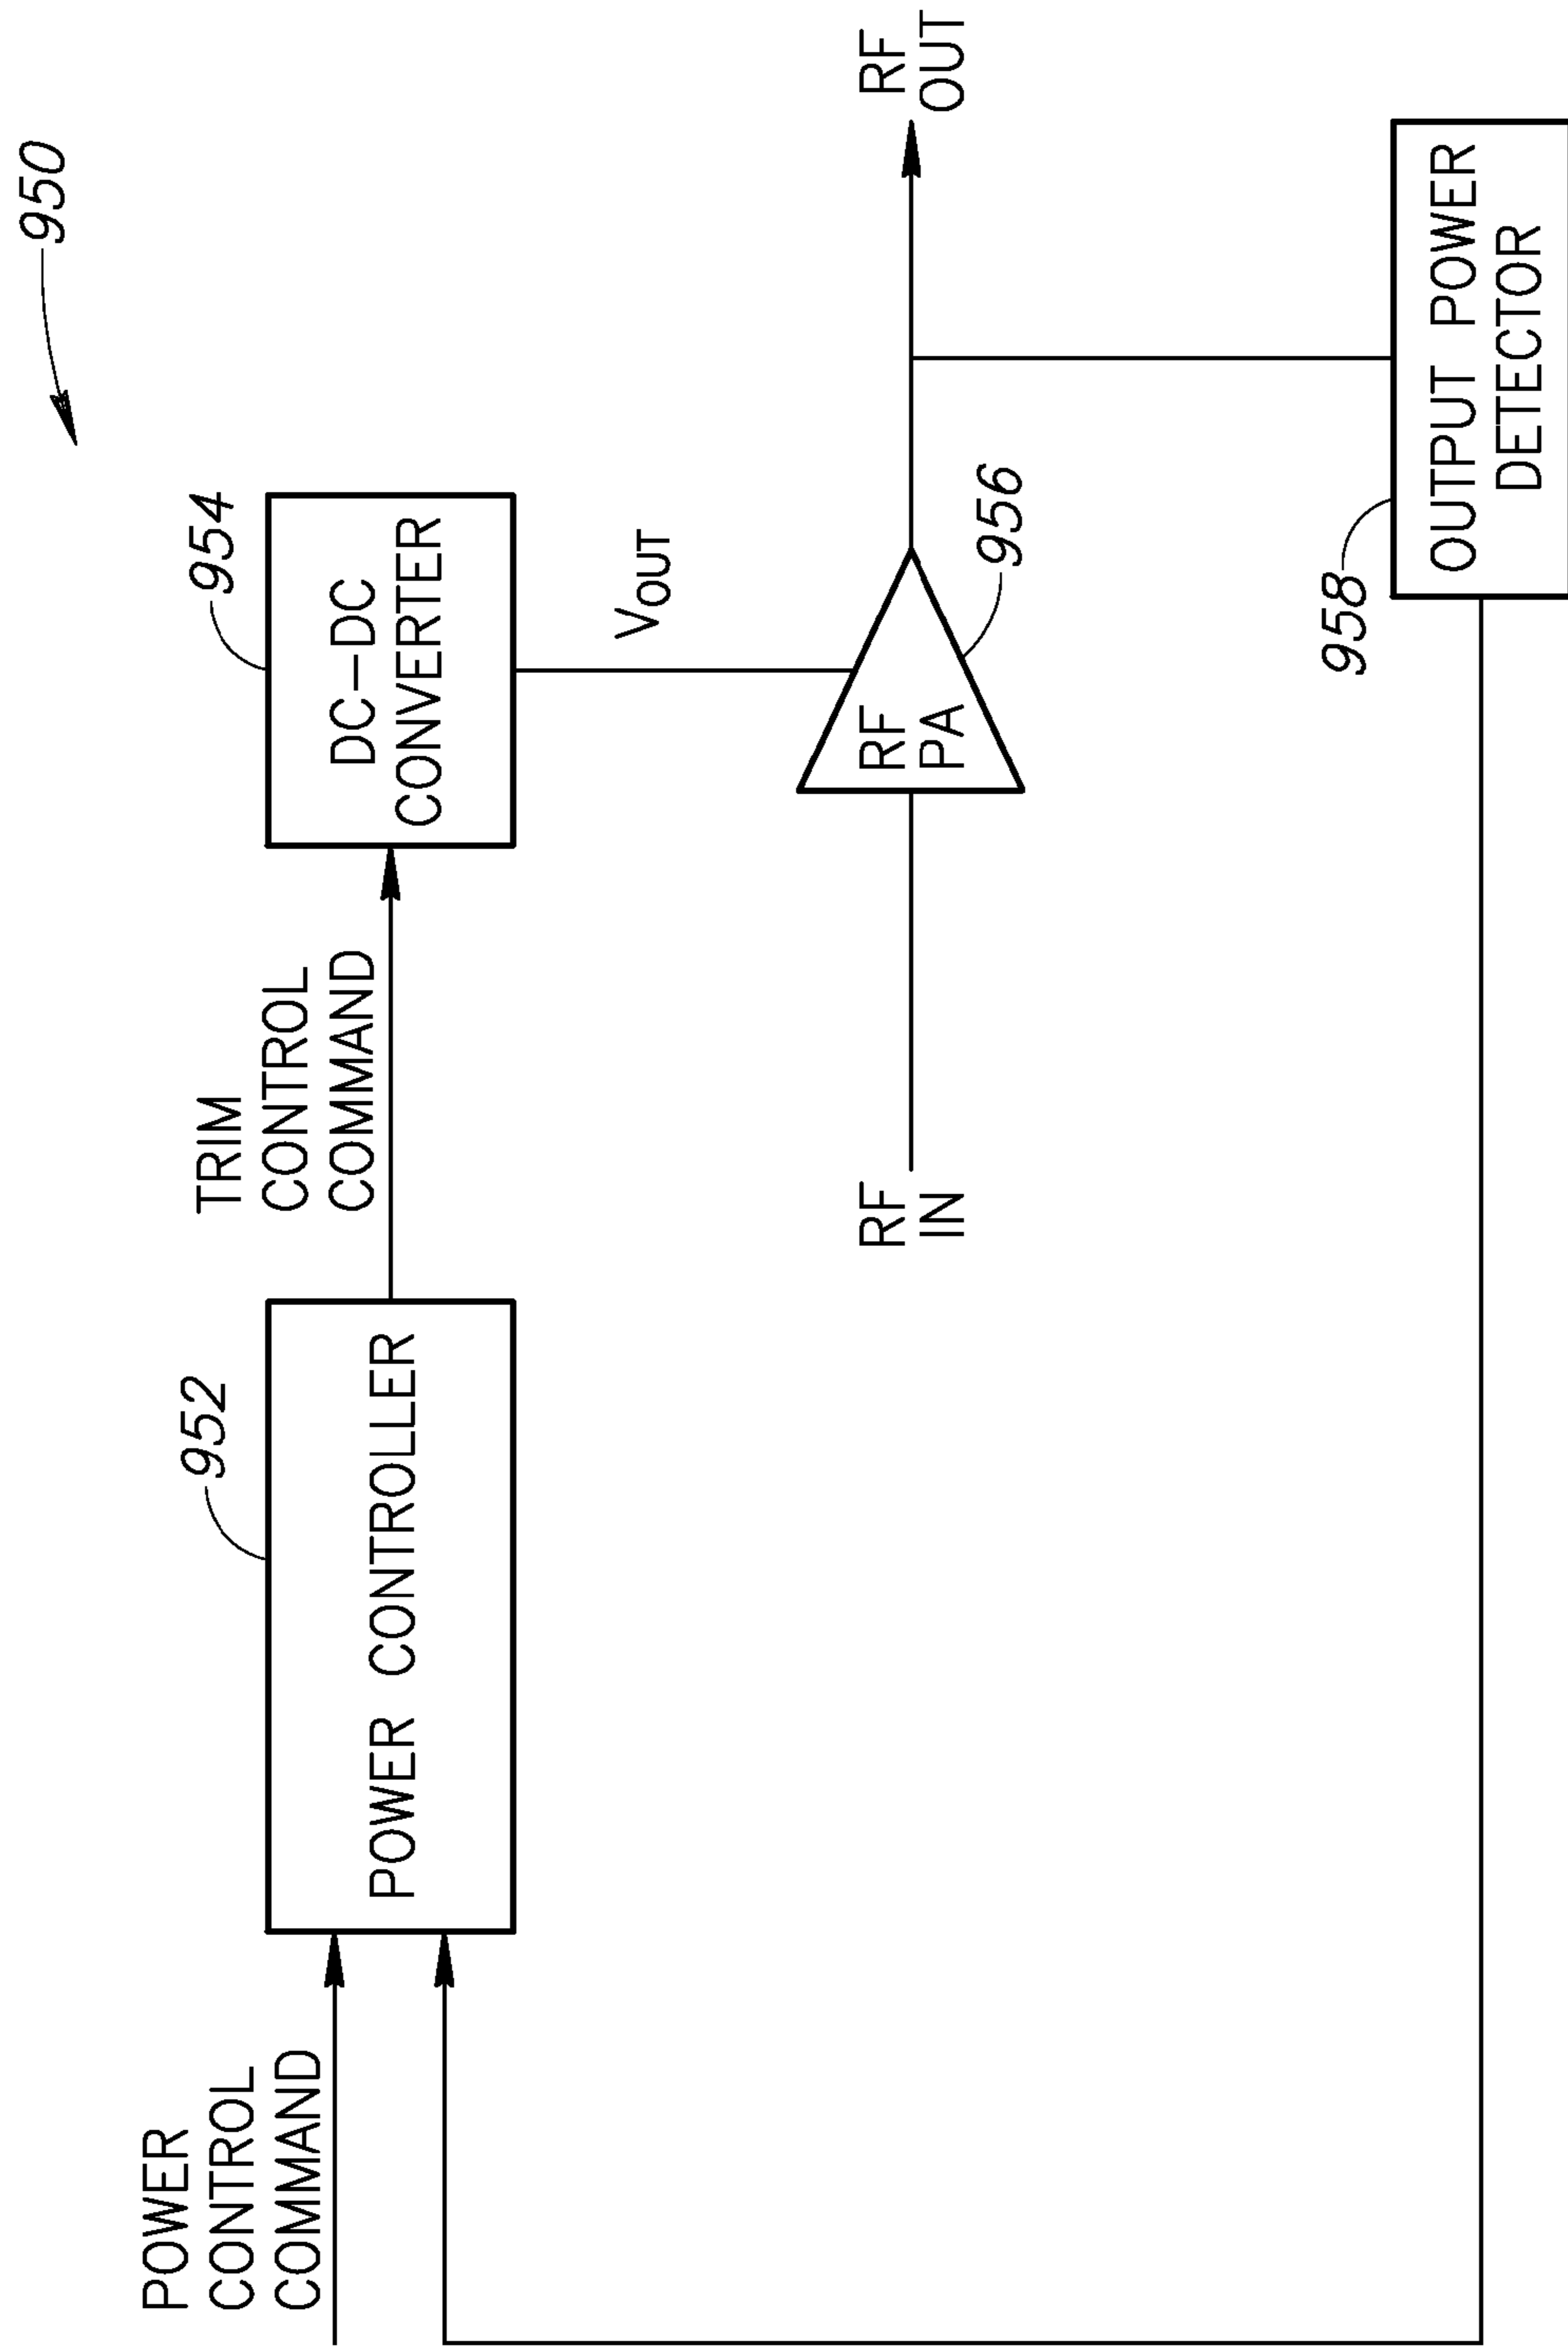 950
952
954
POWER
CONTROL
COMMAND
POWER CONTROLLER
TRIM
CONTROL
COMMAND
DC-DC
CONVERTER
VOUT
RF
IN
RF
PA
956
RF
OUT
958
OUTPUT POWER
DETECTOR